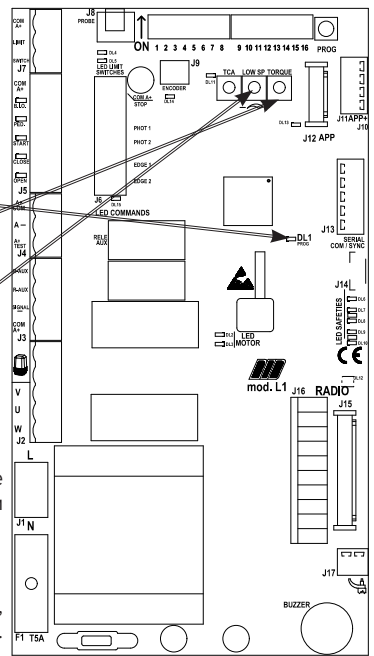 J8
PROBE
ON 1 2 3 4 5 6 7 8 9 10 11 12 13 14 15 16
PROG
COM
A+
LIMIT
SWITCH
J7
DL4
DL5
LED LIMIT
SWITCHES
COM A+
STOP
J9
ENCODER
DL14
DL11
TCA LOW SP TORQUE
DL13
J12 APP
J11APP+
J10
COM
A+
B.I.O.
PED.
START
CLOSE
OPEN
J5
PHOT 1
PHOT 2
EDGE 1
EDGE 2
J6
DL15
LED COMMANDS
A+
COM
A –
A+
TEST
J4
RELE
AUX
DL1
PROG
J13
SERIAL
COM / SYNC
R-AUX
R-AUX
SIGNAL
COM
A+
J3
J14
LED SAFETIES
DL6
DL7
DL8
DL9
DL10
CE
DL2
DL3
LED
MOTOR
mod. L1
DL12
J16 RADIO
J15
V
U
W
J2
L
J1 N
J17
BUZZER
F1 T5A